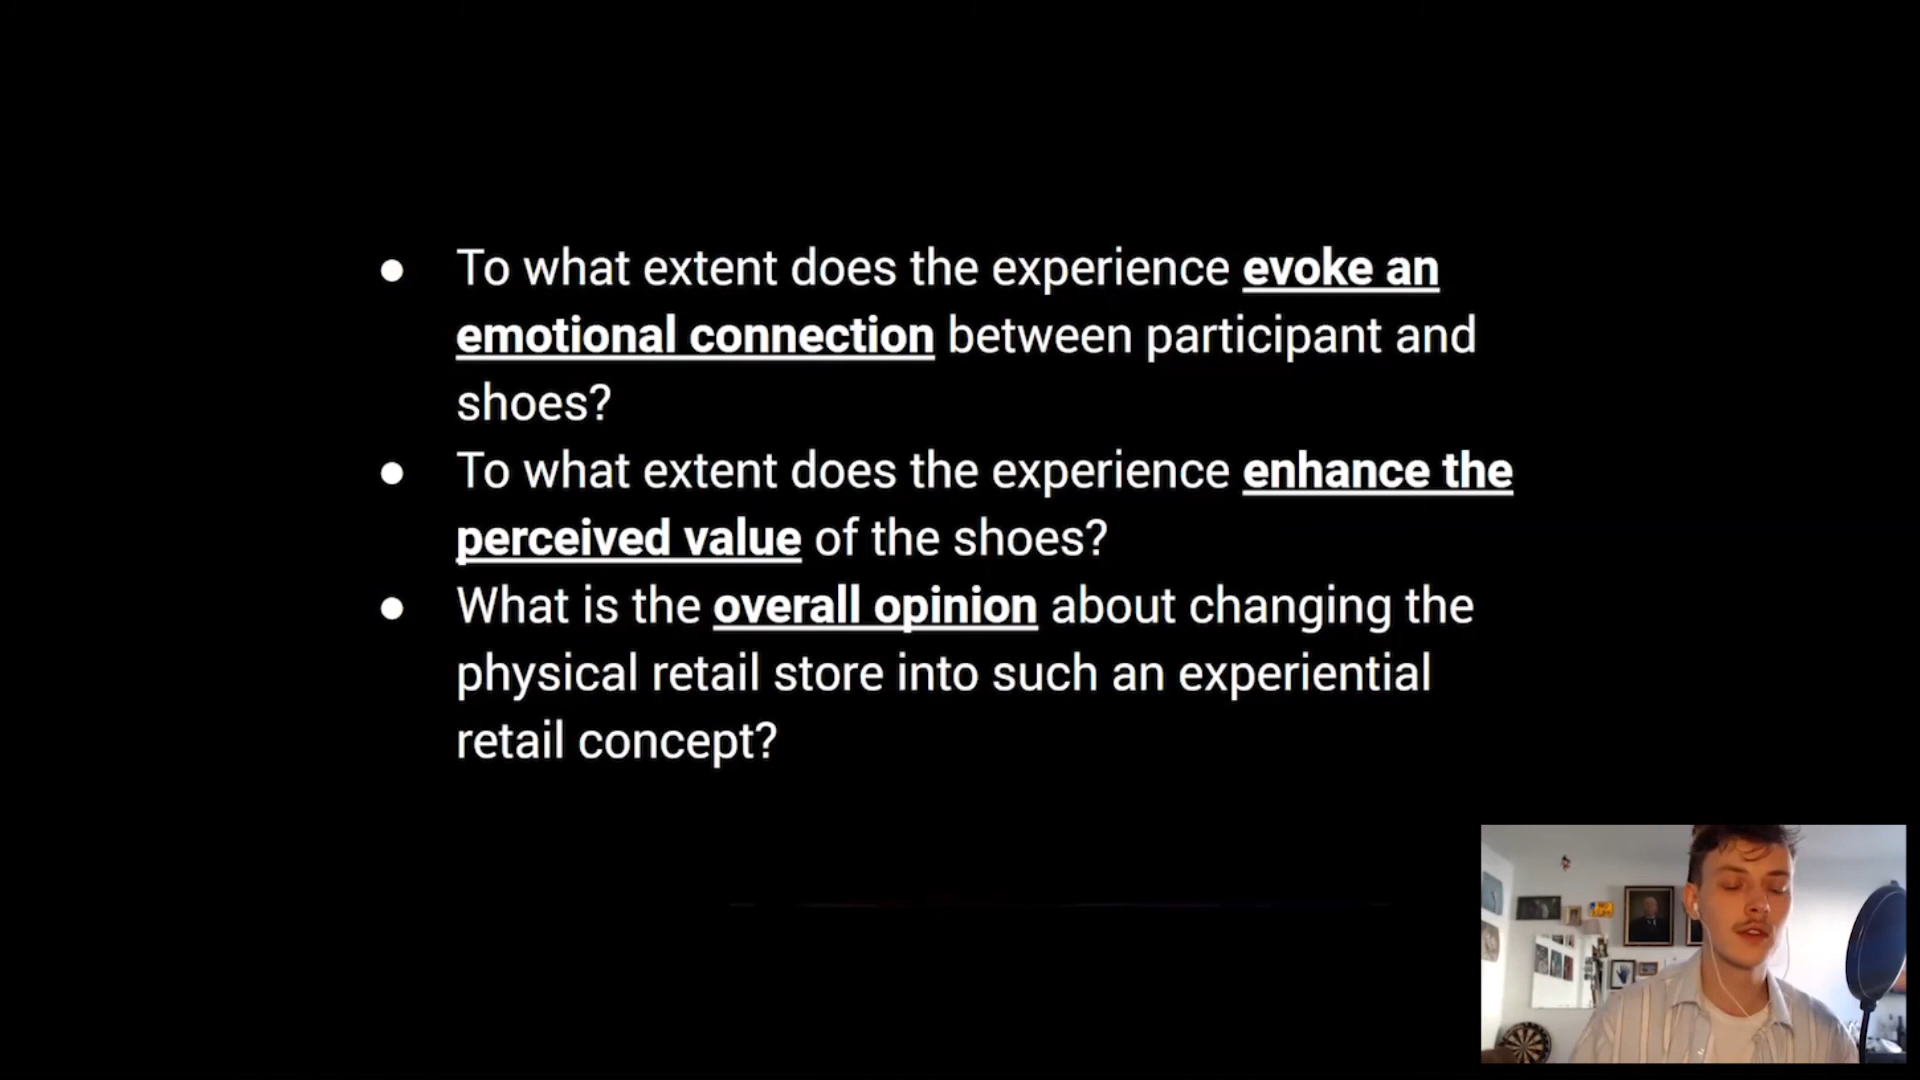 ● To what extent does the experience evoke an
emotional connection between participant and
shoes?
● To what extent does the experience enhance the
perceived value of the shoes?
● What is the overall opinion about changing the
physical retail store into such an experiential
retail concept?